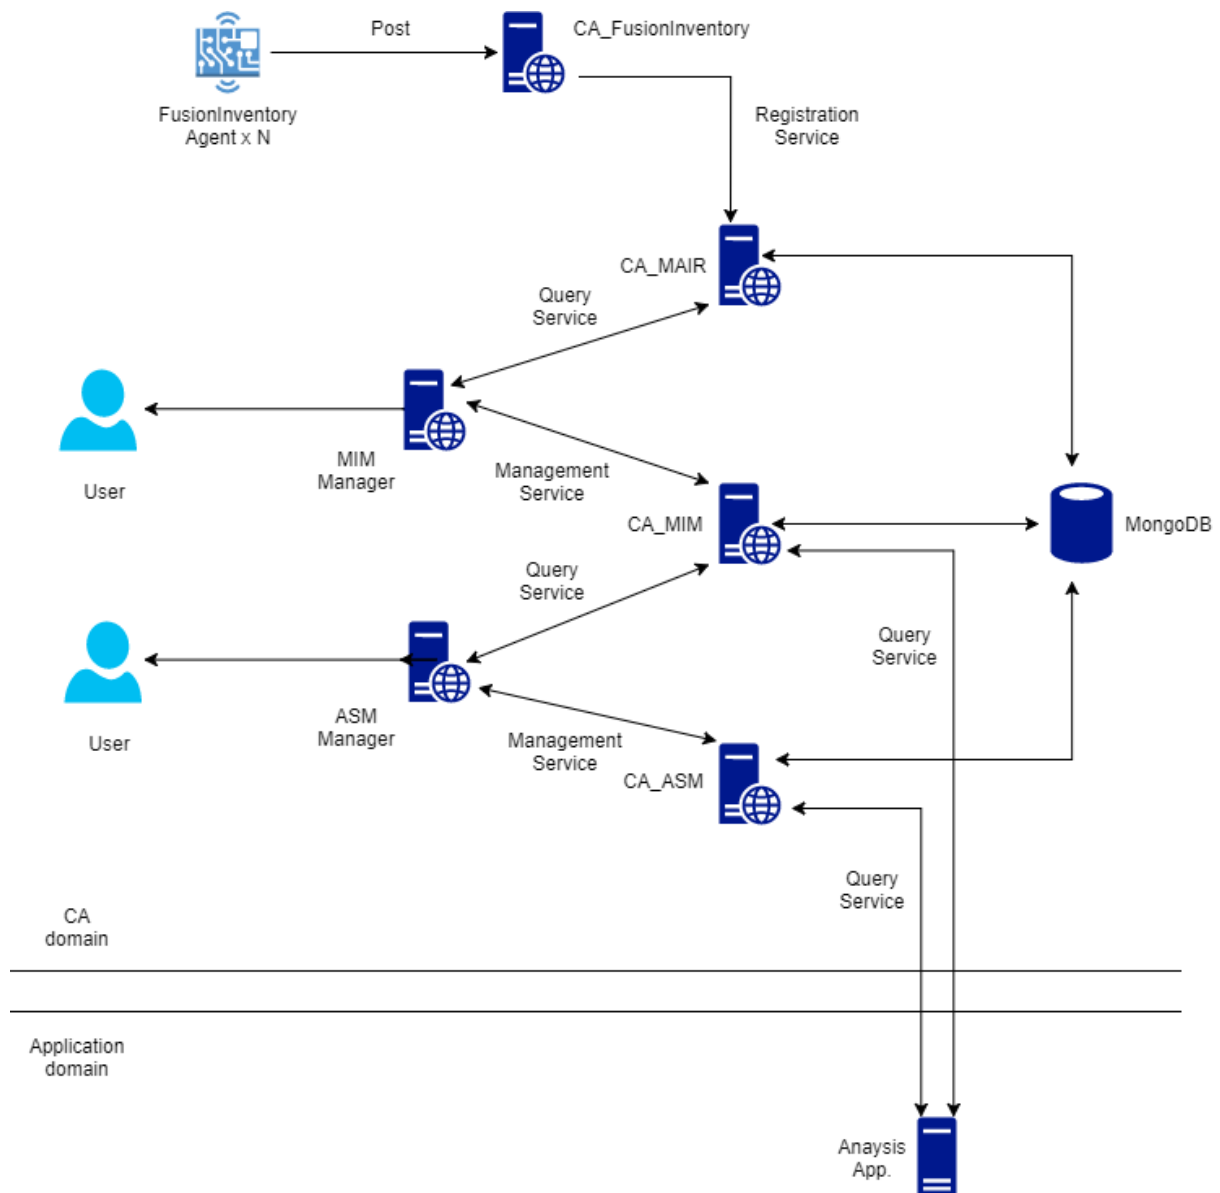 Post
CA_FusionInventory
FusionInventory
Agent x N
Registration
Service
CA_MAIR
Query
Service
MIM
Manager
User
Management
Service
CA_MIM
MongoDB
Query
Service
Query
Service
ASM
Manager
User
Management
Service
CA_ASM
Query
Service
CA
domain
Application
domain
Anaysis
App.